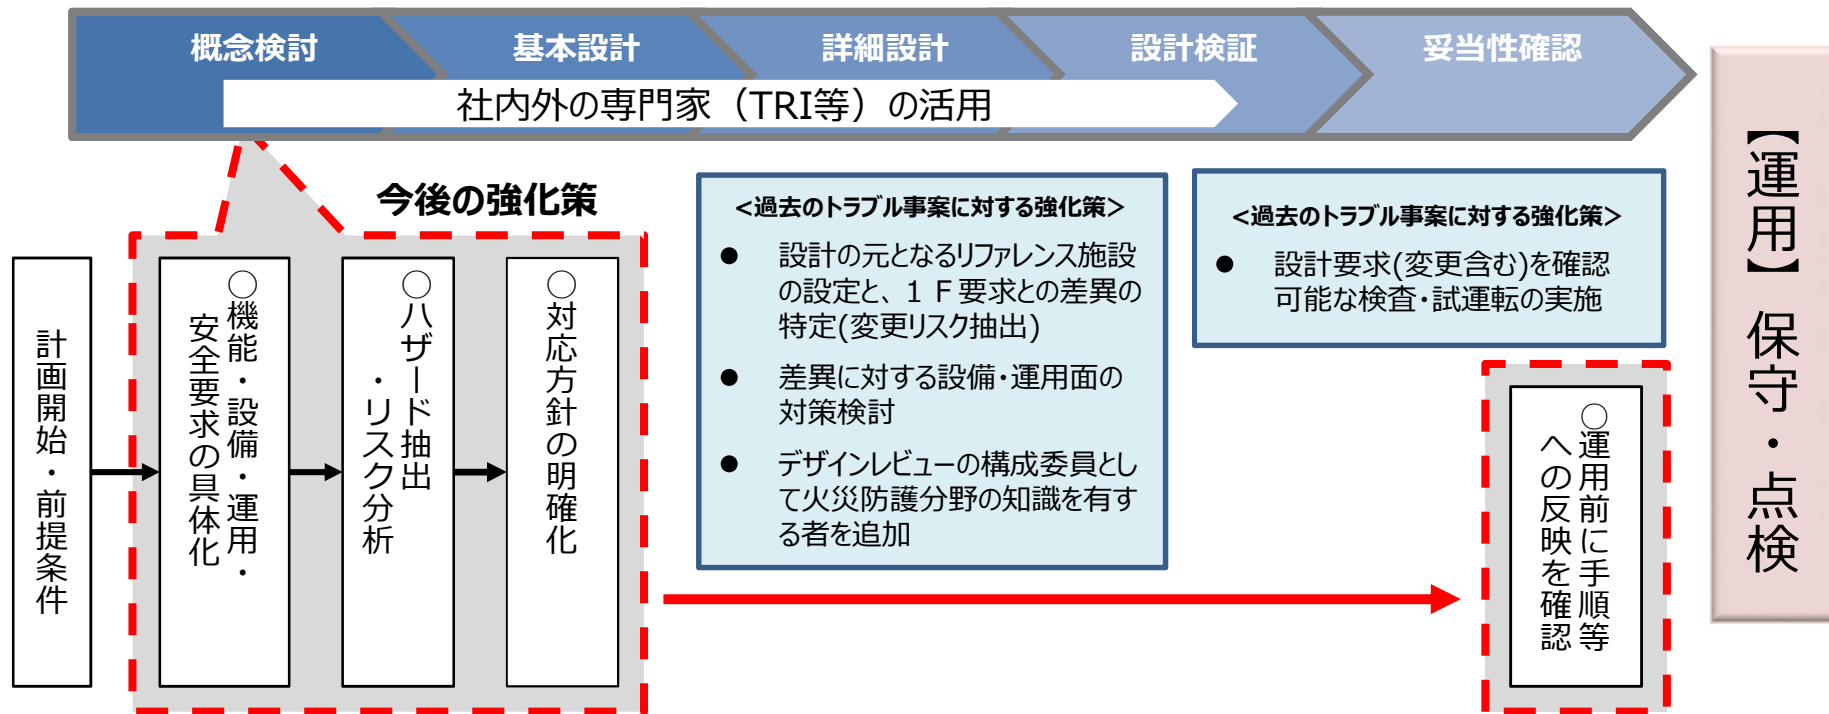 概念検討
基本設計
詳細設計
設計検証
妥当性確認
社内外の専門家（TRI等）の活用
今後の強化策
計画開始・前提条件
○機能・設備・運用・
安全要求の具体化
○ハザード抽出
・リスク分析
○対応方針の明確化
<過去のトラブル事案に対する強化策>
● 設計の元となるリファレンス施設
の設定と、１Ｆ要求との差異の
特定(変更リスク抽出)
● 差異に対する設備・運用面の
対策検討
● デザインレビューの構成委員とし
て火災防護分野の知識を有す
る者を追加
<過去のトラブル事案に対する強化策>
● 設計要求(変更含む)を確認
可能な検査・試運転の実施
○運用前に手順等
への反映を確認
【運用】保守・点検